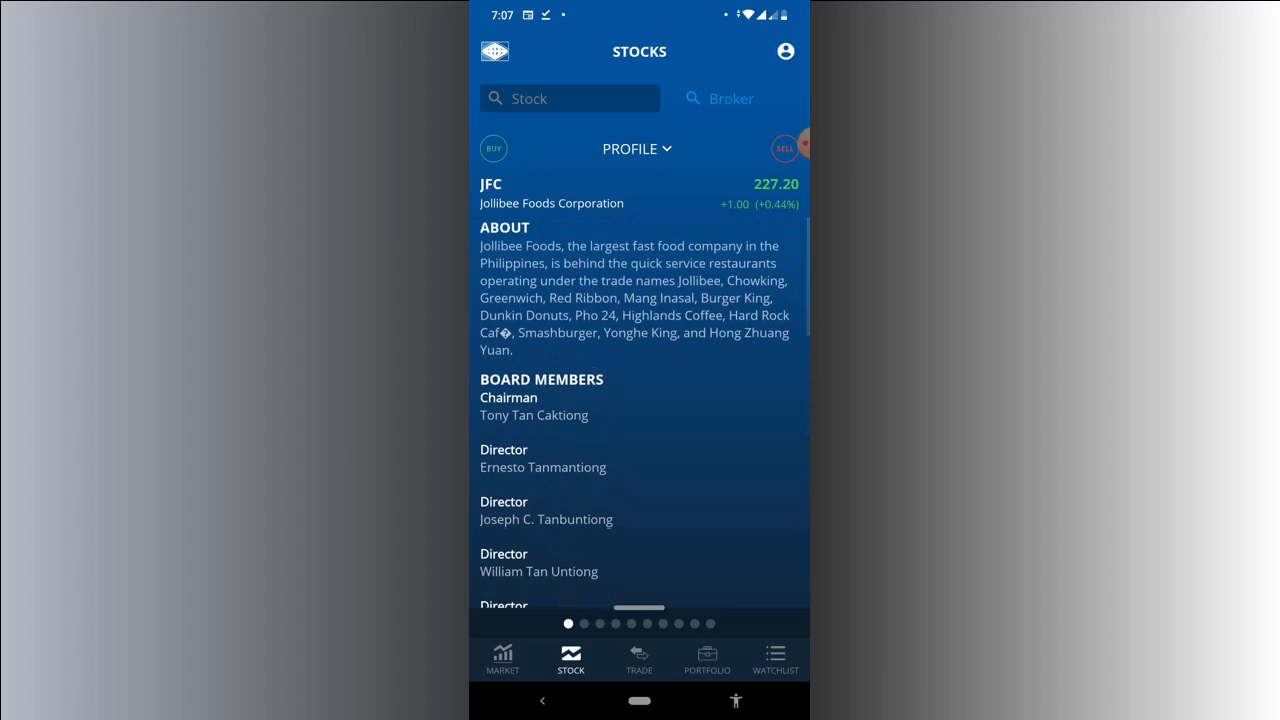 7:07
STOCKS
Stock
Broker
BUY
PROFILE
SELL
JFC
227.20
Jollibee Foods Corporation
+1.00 (+0.44%)
ABOUT
Jollibee Foods, the largest fast food company in the
Philippines, is behind the quick service restaurants
operating under the trade names Jollibee, Chowking,
Greenwich, Red Ribbon, Mang Inasal, Burger King,
Dunkin Donuts, Pho 24, Highlands Coffee, Hard Rock
Caf�, Smashburger, Yonghe King, and Hong Zhuang
Yuan.
BOARD MEMBERS
Chairman
Tony Tan Caktiong
Director
Ernesto Tanmantiong
Director
Joseph C. Tanbuntiong
Director
William Tan Untiong
Director
MARKET
STOCK
TRADE
PORTFOLIO
WATCHLIST